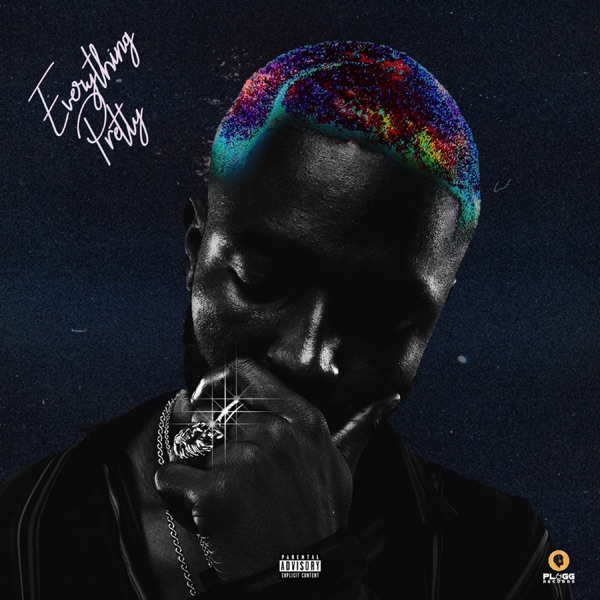 Everything
Pretty
PARENTAL
ADVISORY
EXPLICIT CONTENT
PLUGG
RECORDS